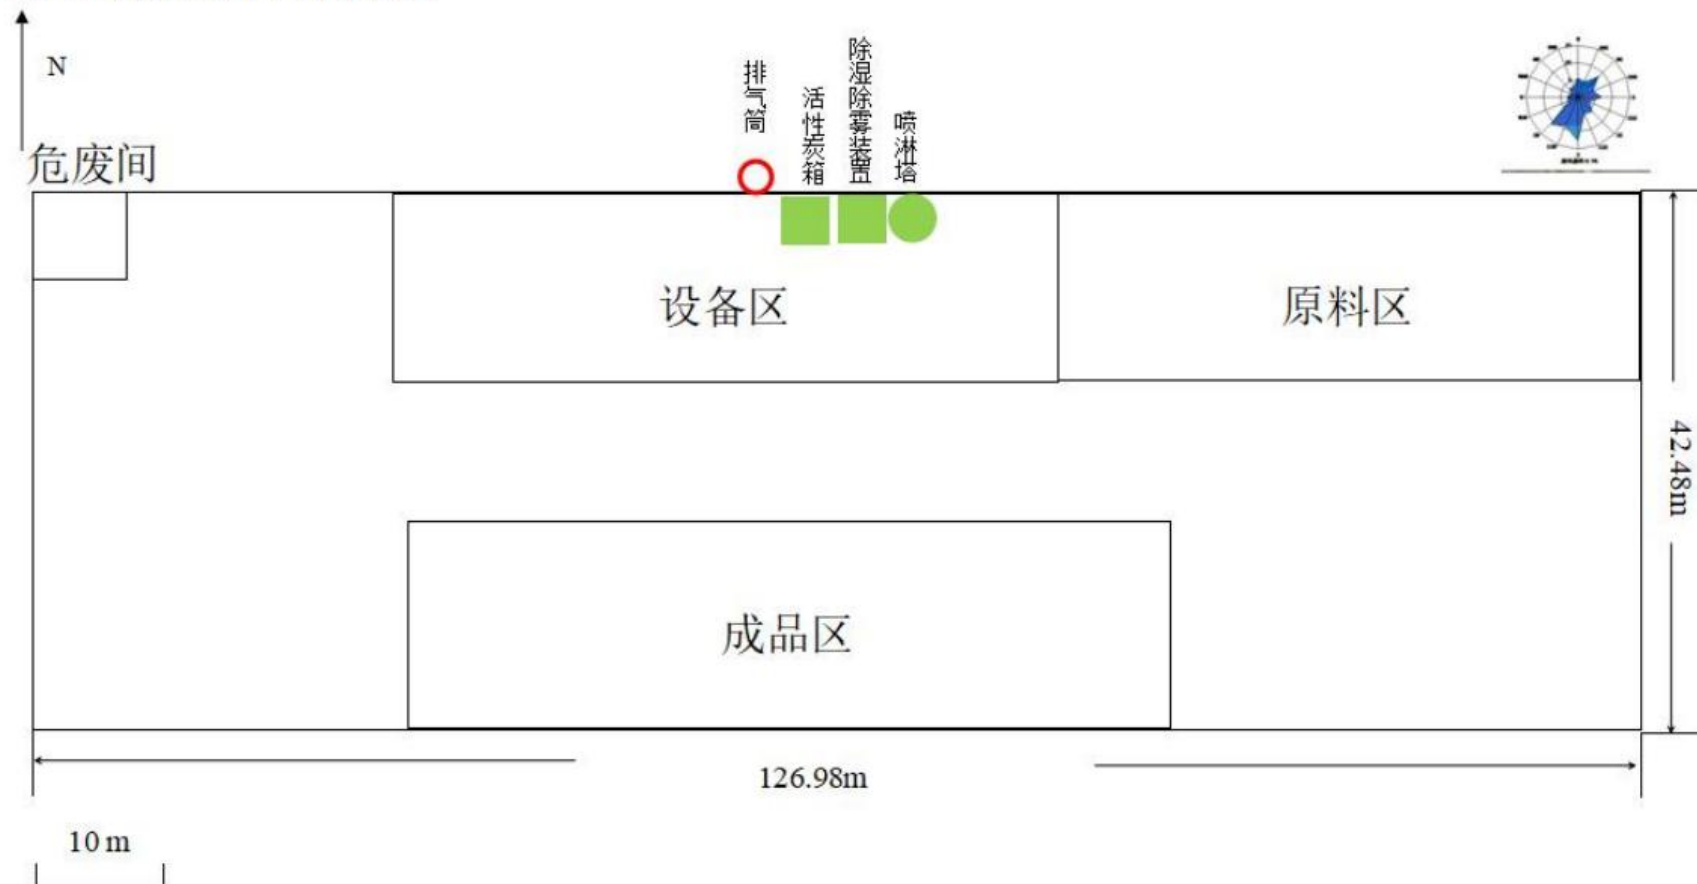 N
排气筒
活性炭箱
除湿除雾装置
喷淋塔
危废间
设备区
原料区
42.48m
成品区
126.98m
10 m